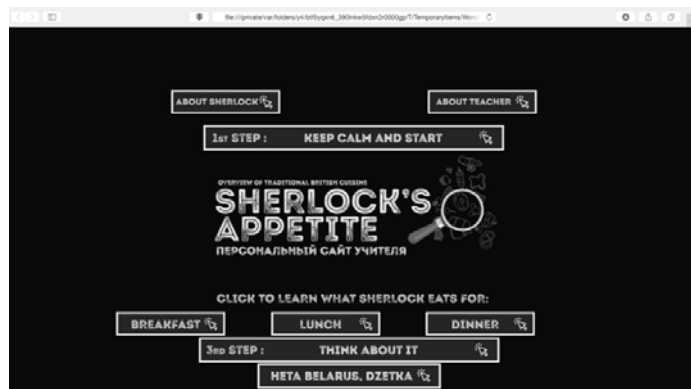 ABOUT SHERLOCK
ABOUT TEACHER
1ST STEP : KEEP CALM AND START
OVERVIEW OF TRADITIONAL BRITISH CUISINE
SHERLOCK'S
APPETITE
ПЕРСОНАЛЬНЫЙ САЙТ УЧИТЕЛЯ
CLICK TO LEARN WHAT SHERLOCK EATS FOR:
BREAKFAST
LUNCH
DINNER
3RD STEP : THINK ABOUT IT
HETA BELARUS, DZETKA